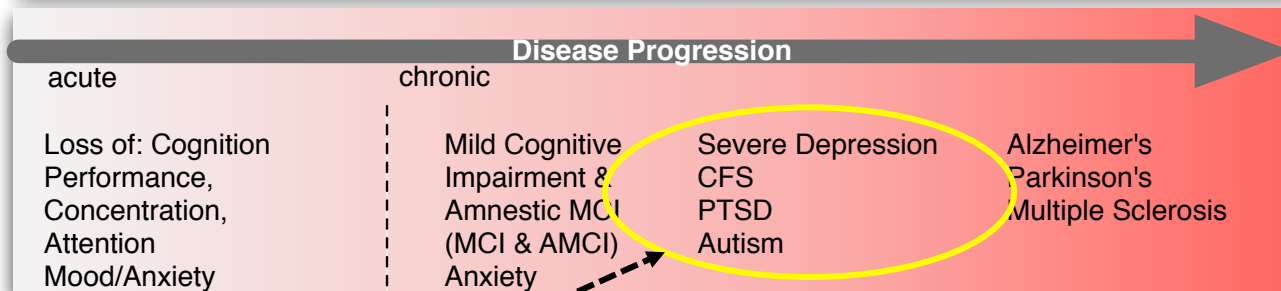 Disease Progression
acute
chronic
Loss of: Cognition
Performance,
Concentration,
Attention
Mood/Anxiety
Mild Cognitive
Impairment &
Amnestic MCI
(MCI & AMCI)
Anxiety
Severe Depression
CFS
PTSD
Autism
Alzheimer's
Parkinson's
Multiple Sclerosis